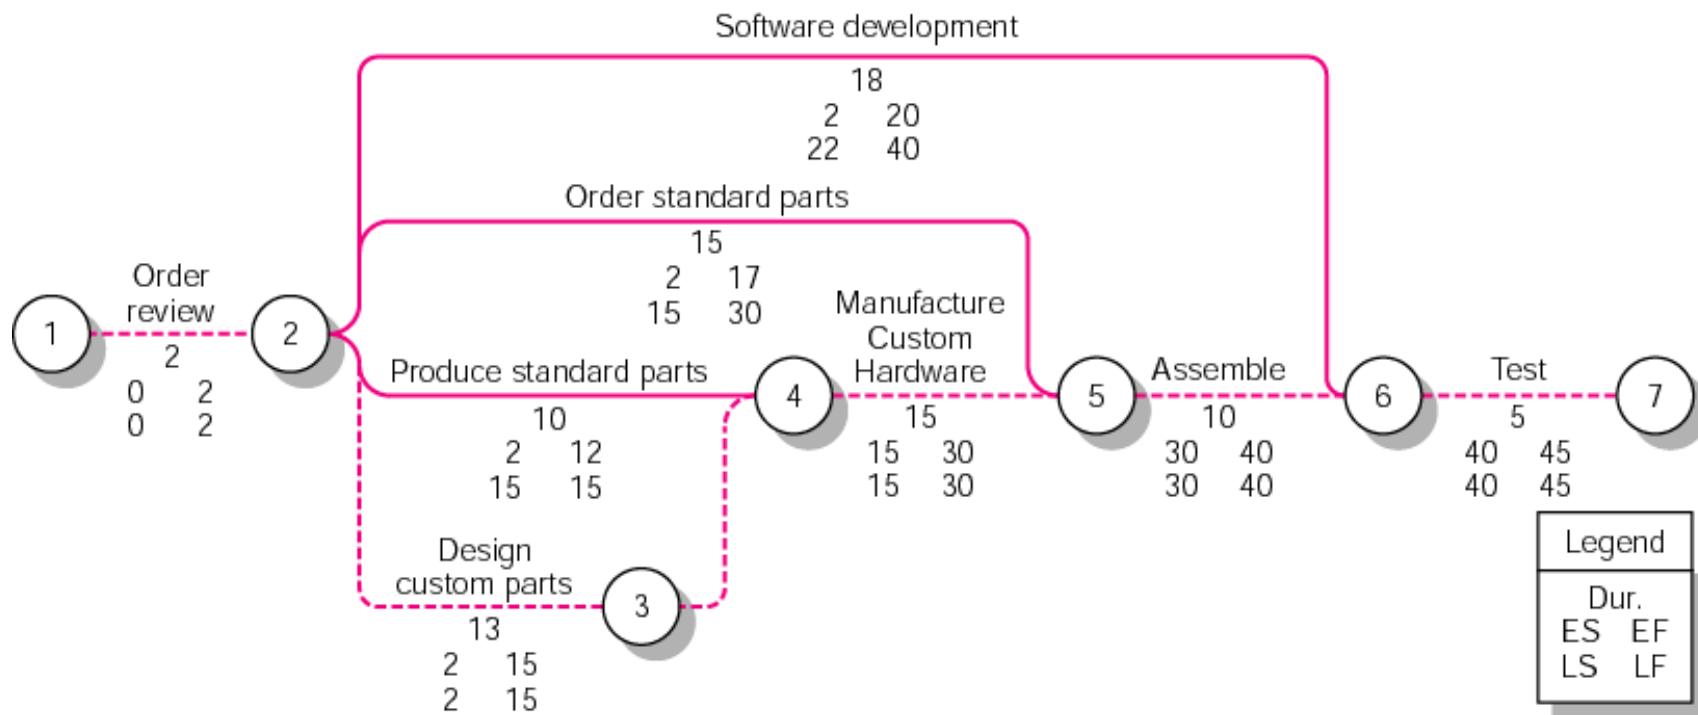 Software development
18
2 20
22 40
Order standard parts
15
2 17
15 30
Order
review
2
0 2
0 2
1
2
Produce standard parts
10
2 12
15 15
Design
custom parts
13
2 15
2 15
3
4
Manufacture
Custom
Hardware
15
15 30
15 30
5
Assemble
10
30 40
30 40
6
Test
5
40 45
40 45
7
Legend
Dur.
ES EF
LS LF